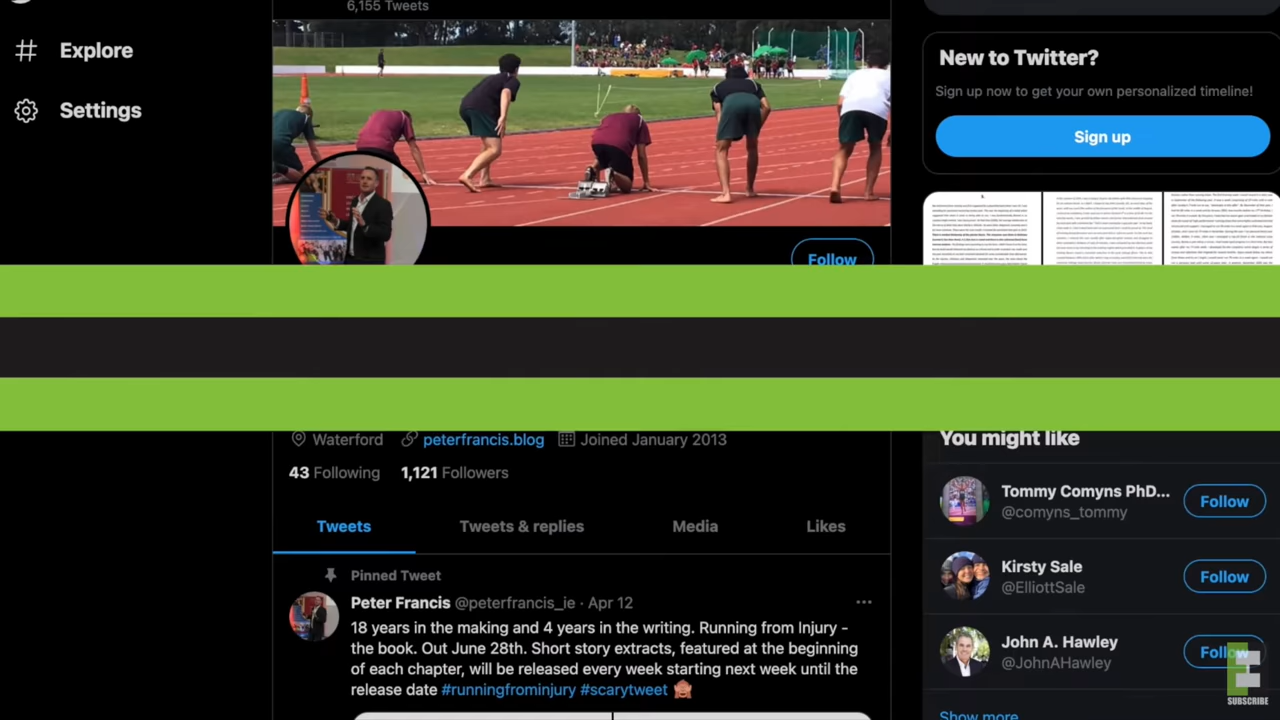 6,155 Tweets
Explore
Settings
New to Twitter?
Sign up now to get your own personalized timeline!
Sign up
Follow
Waterford peterfrancis.blog Joined January 2013
43 Following 1,121 Followers
Tweets Tweets & replies Media Likes
Pinned Tweet
Peter Francis @peterfrancis_ie · Apr 12
18 years in the making and 4 years in the writing. Running from Injury -
the book. Out June 28th. Short story extracts, featured at the beginning
of each chapter, will be released every week starting next week until the
release date #runningfrominjury #scarytweet 🙈
You might like
Tommy Comyns PhD...
@comyns_tommy
Follow
Kirsty Sale
@ElliottSale
Follow
John A. Hawley
@JohnAHawley
Follow
Show more
E
SUBSCRIBE